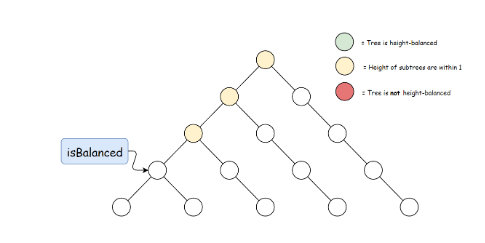 = Tree is height-balanced
= Height of subtrees are within 1
= Tree is not height-balanced
isBalanced